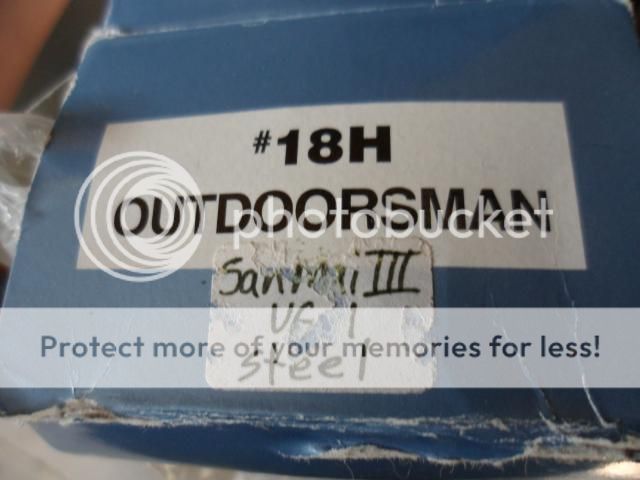 #18H
OUTDOORSMAN
photobucket
San Mai III
VG-1
Steel
Protect more of your memories for less!